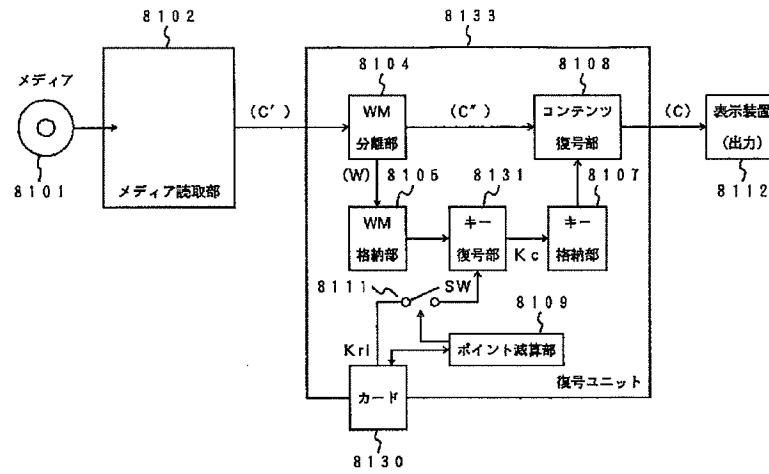 8102
8133
8104
8108
メディア
(C')
WM
分離部
(C")
コンテンツ
復号部
(C)
表示装置
(出力)
8101
メディア読取部
(W)
8105
8131
8107
8112
WM
格納部
キー
復号部
Kc
キー
格納部
8111
SW
8109
Krl
ポイント減算部
カード
復号ユニット
8130